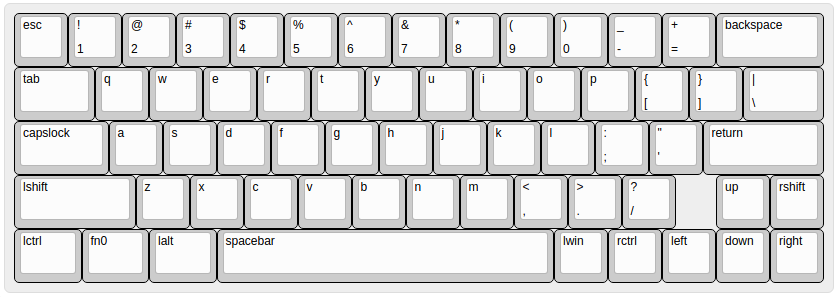 esc ! @ # $ % ^ & * ( ) _ + backspace
1 2 3 4 5 6 7 8 9 0 - =
tab q w e r t y u i o p { } |
[ ] \
capslock a s d f g h j k l : " return
; '
lshift z x c v b n m < > ? up rshift
, . /
lctrl fn0 lalt spacebar lwin rctrl left down right